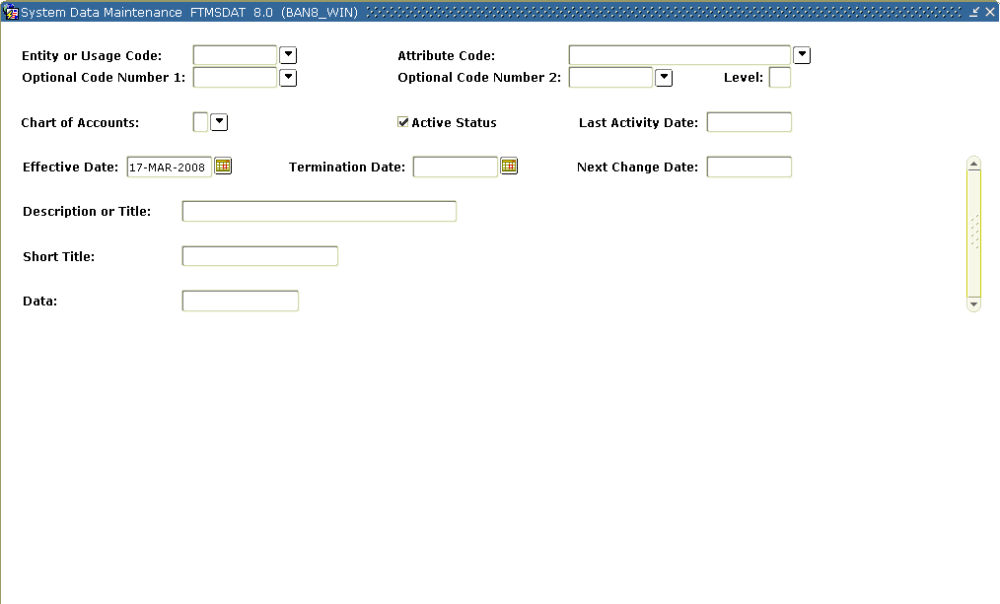 System Data Maintenance FTMSDAT 8.0 (BAN8_WIN)
Entity or Usage Code: Attribute Code:
Optional Code Number 1: Optional Code Number 2: Level:
Chart of Accounts: Active Status Last Activity Date:
Effective Date: 17-MAR-2008 Termination Date: Next Change Date:
Description or Title:
Short Title:
Data: